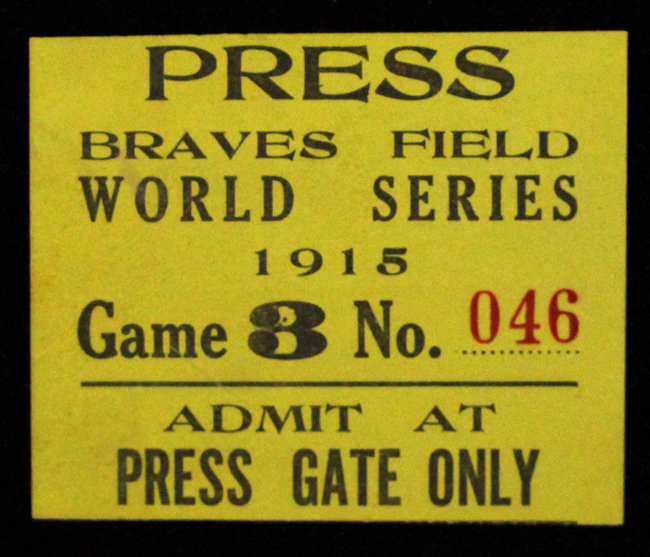 PRESS
BRAVES FIELD
WORLD SERIES
1915
Game 3 No. 046
ADMIT AT
PRESS GATE ONLY